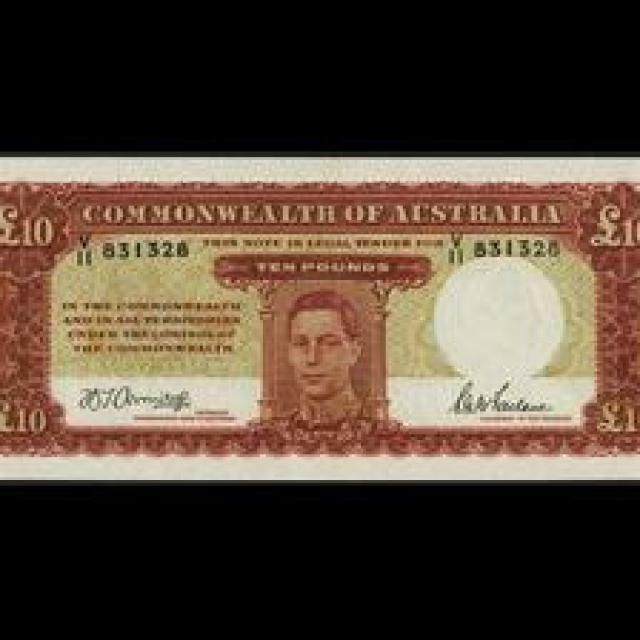 COMMONWEALTH OF AUSTRALIA
£10 £10
V/11 831328 THIS NOTE IS LEGAL TENDER FOR V/11 831328
TEN POUNDS
IN THE COMMONWEALTH
AND IN ALL TERRITORIES
UNDER THE CONTROL OF
THE COMMONWEALTH
£10 £1